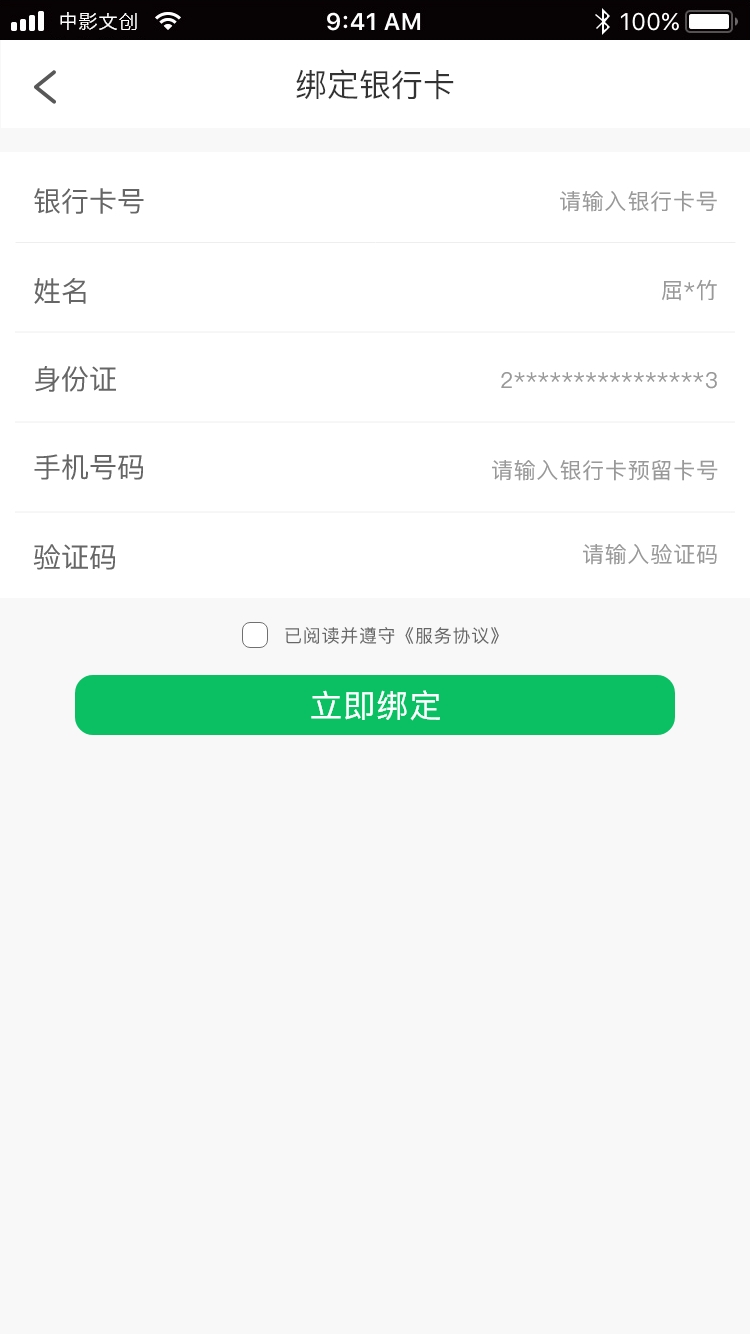 中影文创 9:41 AM 100%
绑定银行卡
银行卡号 请输入银行卡号
姓名 屈*竹
身份证 2****************3
手机号码 请输入银行卡预留卡号
验证码 请输入验证码
已阅读并遵守《服务协议》
立即绑定